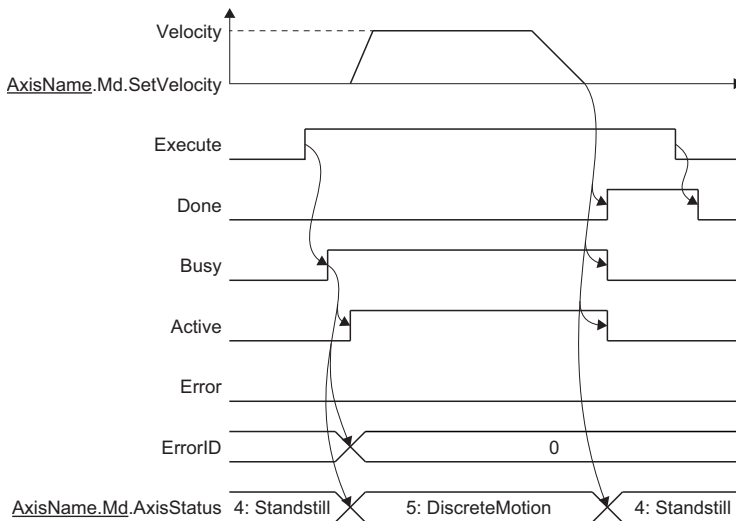 Velocity
AxisName.Md.SetVelocity
Execute
Done
Busy
Active
Error
ErrorID
0
AxisName.Md.AxisStatus 4: Standstill 5: DiscreteMotion 4: Standstill